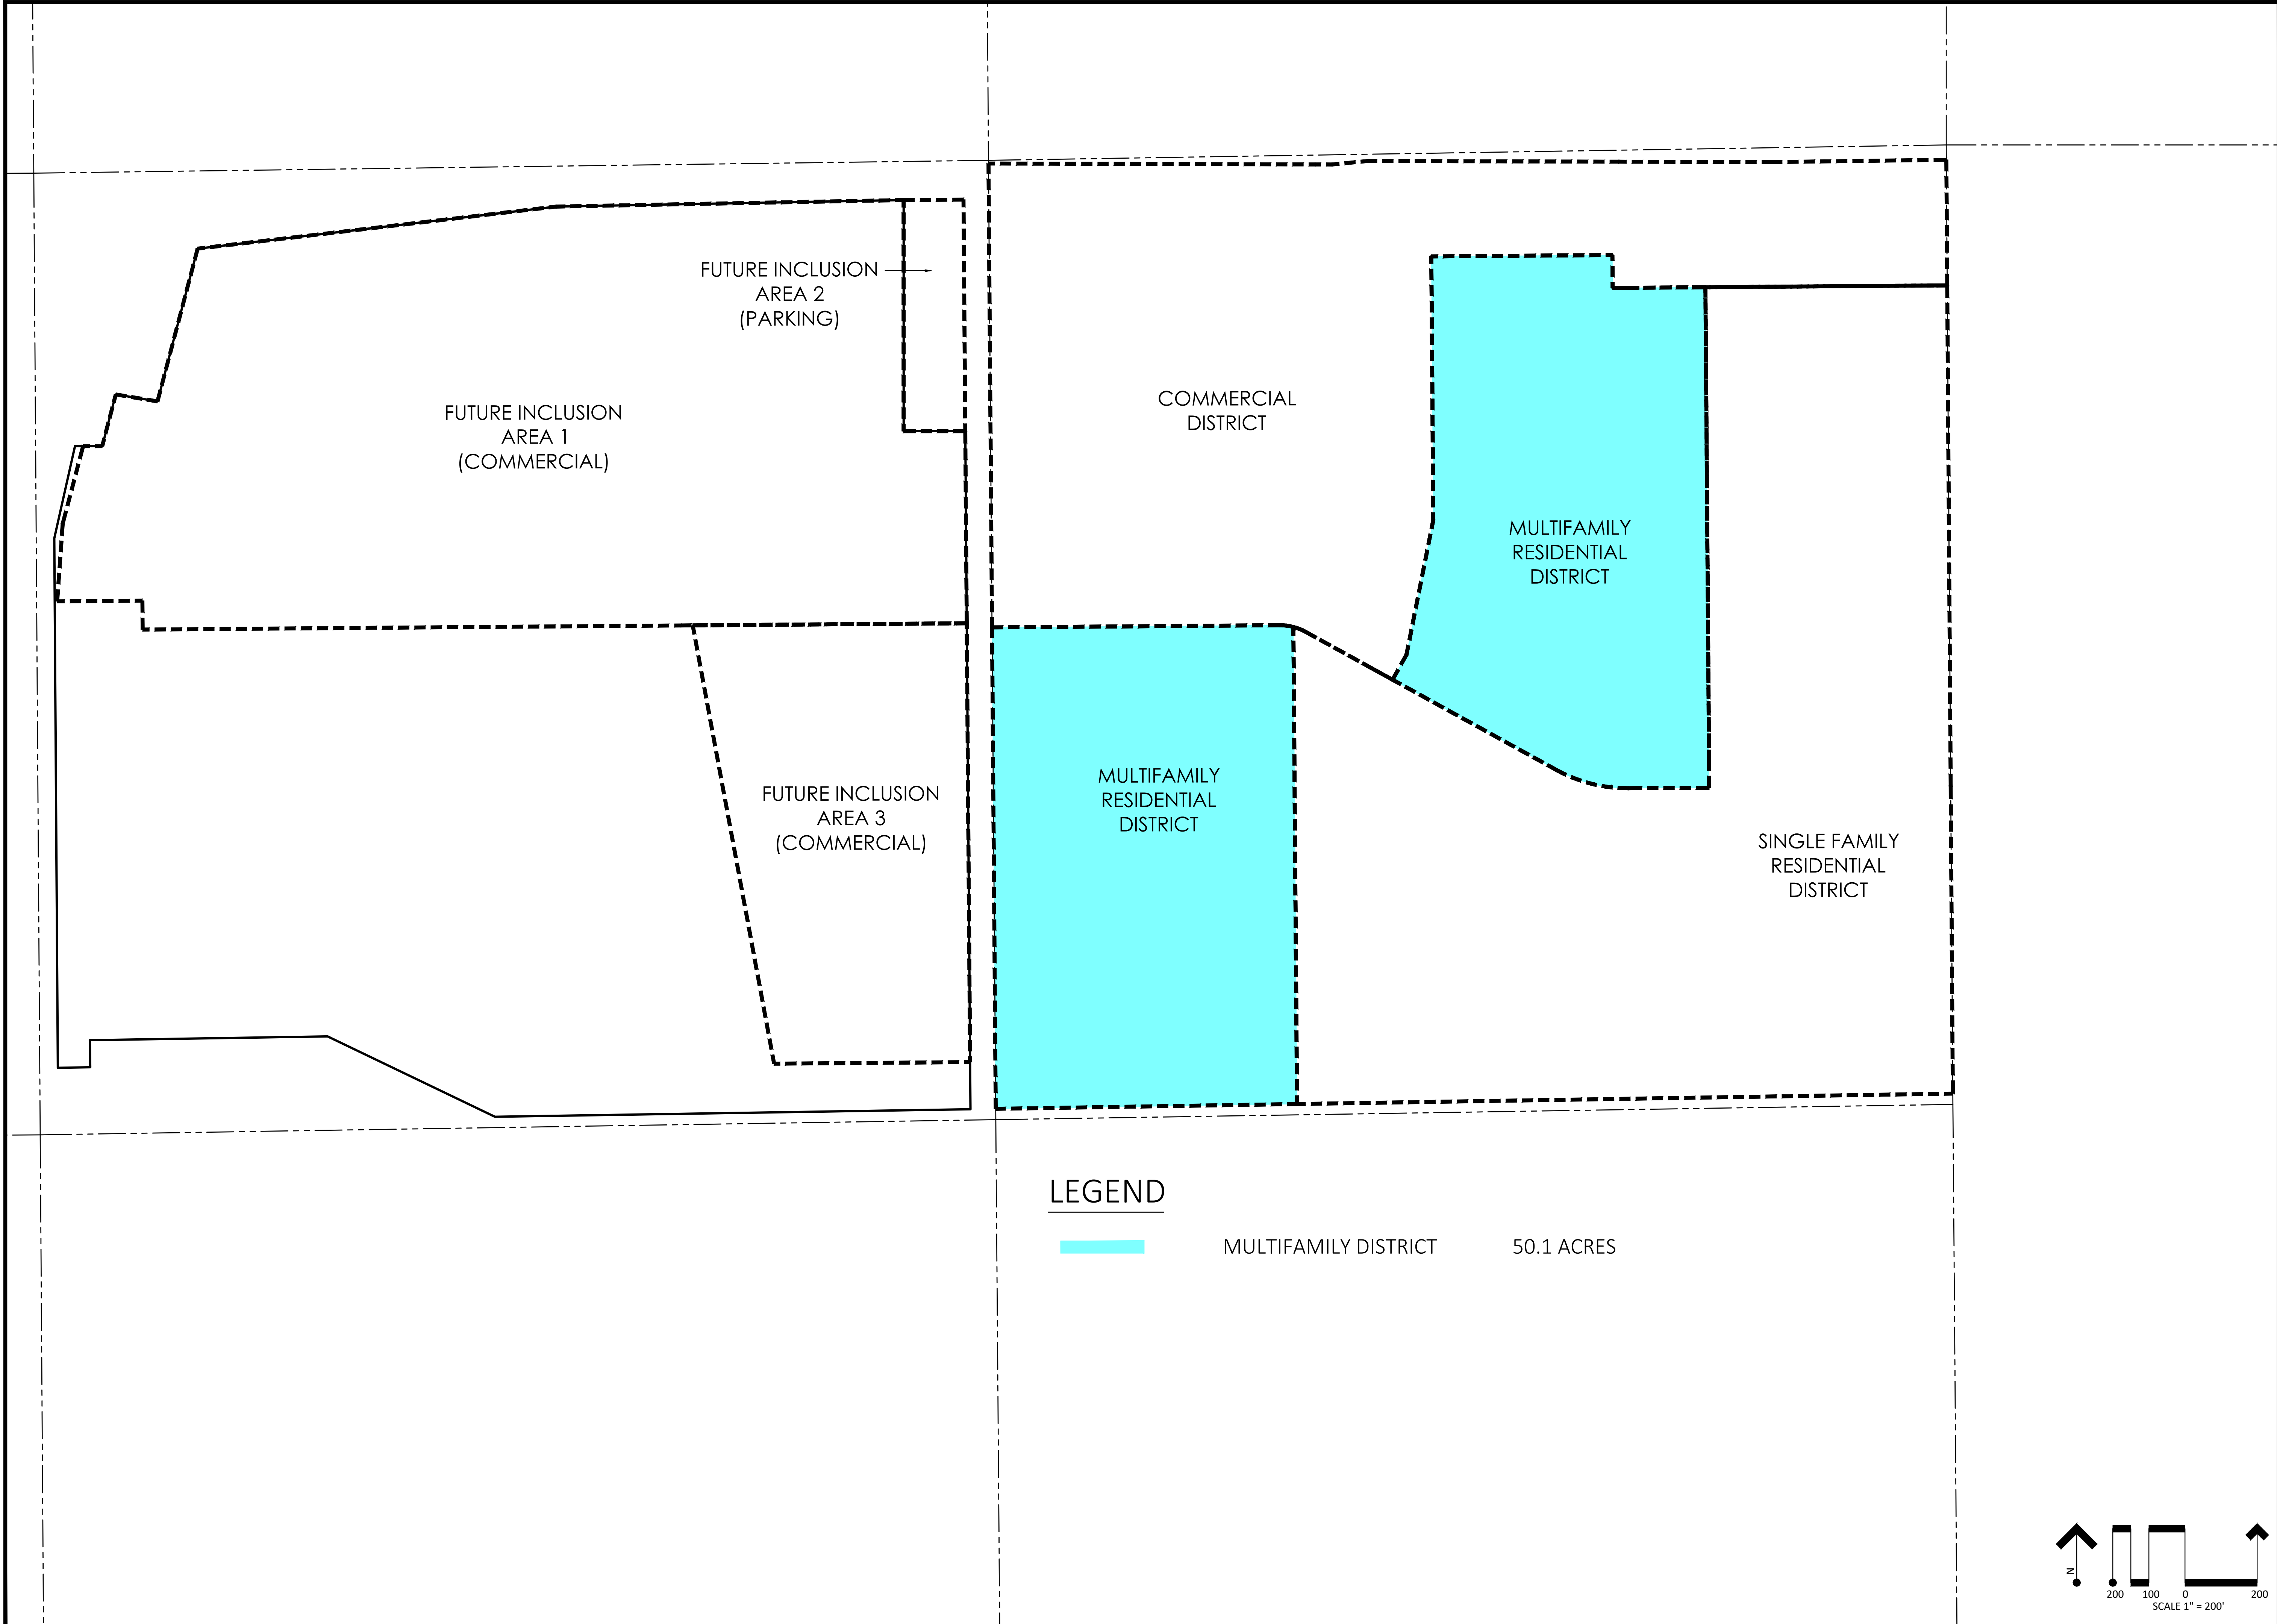 FUTURE INCLUSION
AREA 2
(PARKING)
FUTURE INCLUSION
AREA 1
(COMMERCIAL)
COMMERCIAL
DISTRICT
MULTIFAMILY
RESIDENTIAL
DISTRICT
MULTIFAMILY
RESIDENTIAL
DISTRICT
FUTURE INCLUSION
AREA 3
(COMMERCIAL)
SINGLE FAMILY
RESIDENTIAL
DISTRICT
LEGEND
MULTIFAMILY DISTRICT 50.1 ACRES
N
200 100 0 200
SCALE 1" = 200'